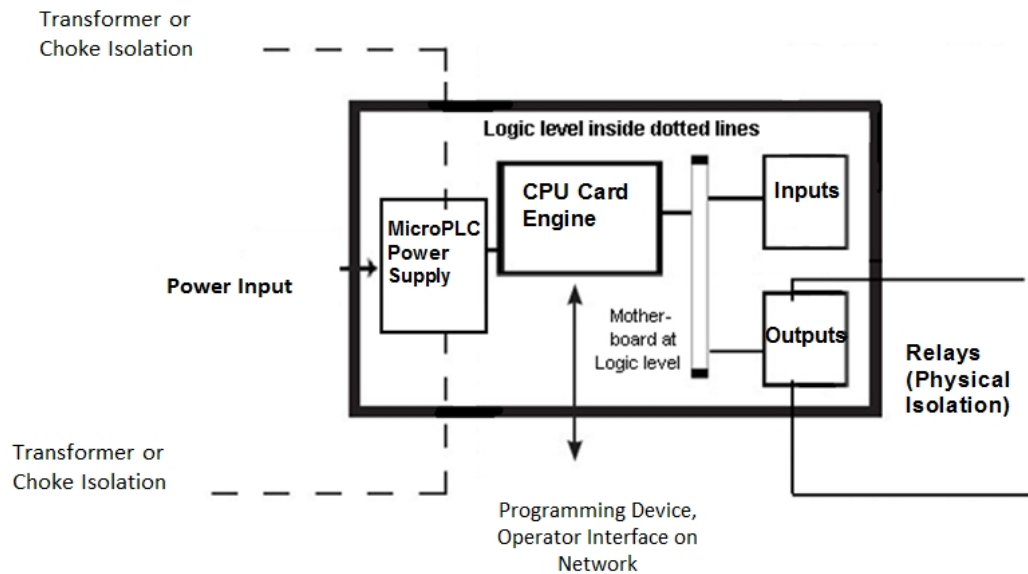 Transformer or
Choke Isolation
Logic level inside dotted lines
CPU Card
Engine
Inputs
MicroPLC
Power
Supply
Power Input
Mother-
board at
Logic level
Outputs
Relays
(Physical
Isolation)
Transformer or
Choke Isolation
Programming Device,
Operator Interface on
Network